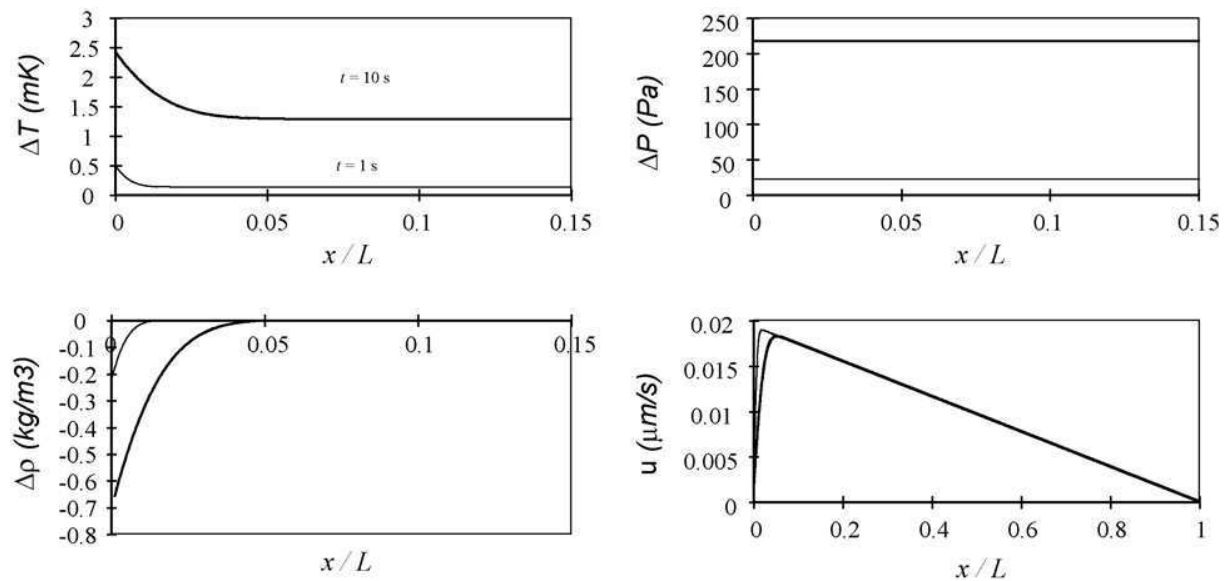 ΔT (mK)
3
2.5
2
1.5
1
0.5
0
t = 10 s
t = 1 s
0 0.05 0.1 0.15
x / L
ΔP (Pa)
250
200
150
100
50
0
0 0.05 0.1 0.15
x / L
Δρ (kg/m3)
0
-0.1
-0.2
-0.3
-0.4
-0.5
-0.6
-0.7
-0.8
0 0.05 0.1 0.15
x / L
u (μm/s)
0.02
0.015
0.01
0.005
0
0 0.2 0.4 0.6 0.8 1
x / L